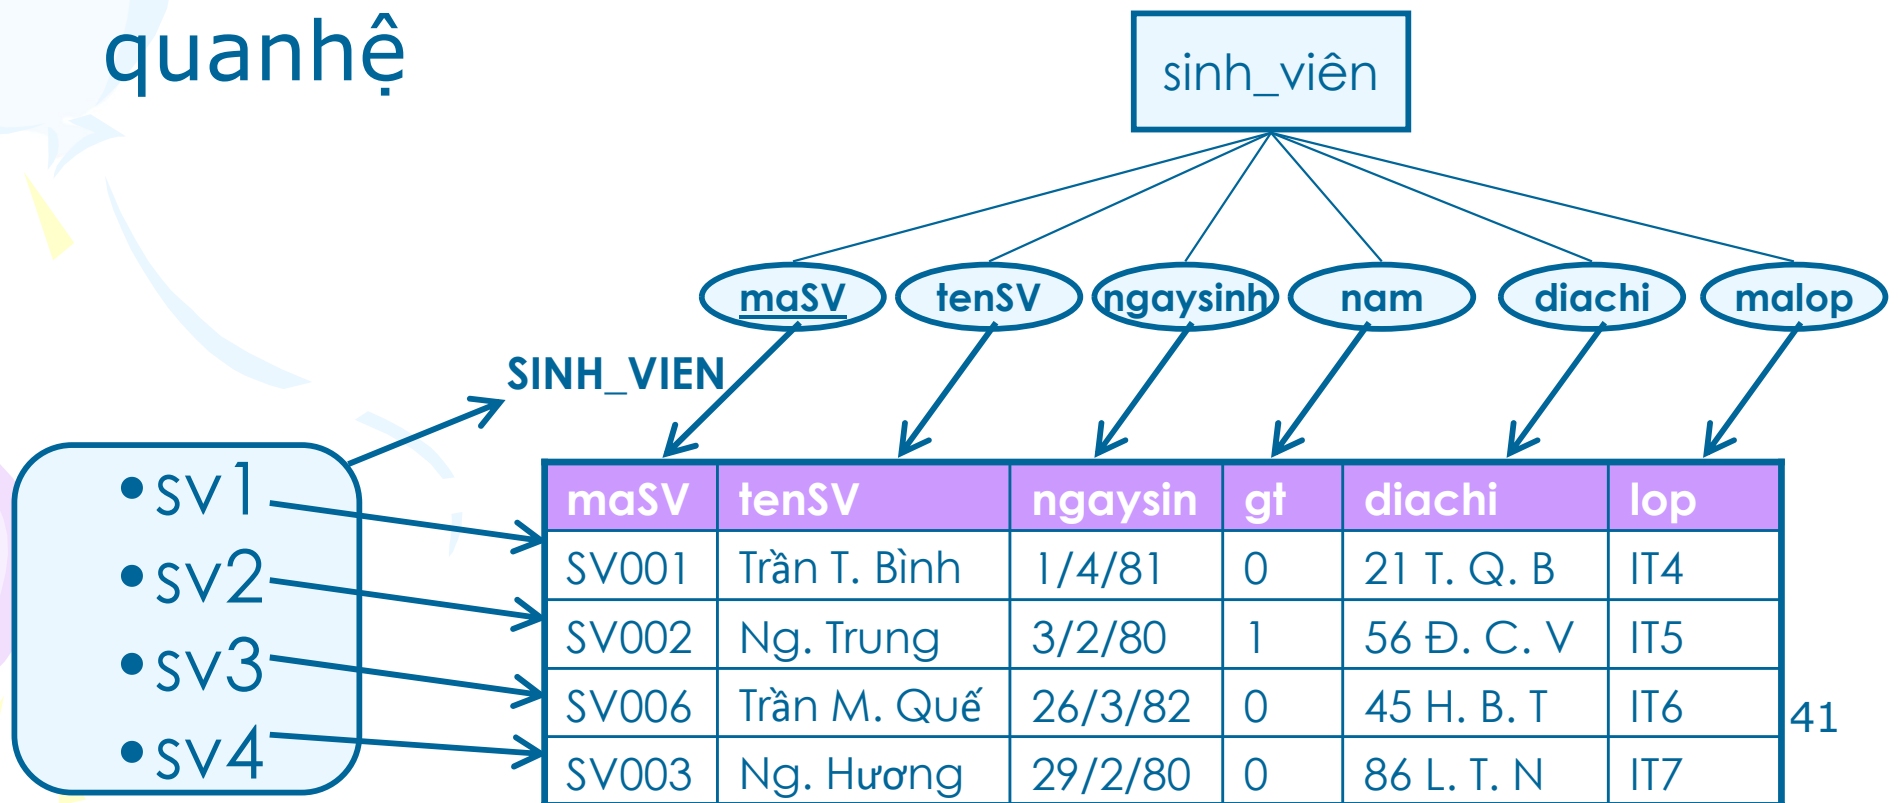 quanhệ
sinh_viên
maSV tenSV ngaysinh nam diachi malop
SINH_VIEN
•sv1
•sv2
•sv3
•sv4
maSV tenSV ngaysin gt diachi lop
SV001 Trần T. Bình 1/4/81 0 21 T. Q. B IT4
SV002 Ng. Trung 3/2/80 1 56 Đ. C. V IT5
SV006 Trần M. Quế 26/3/82 0 45 H. B. T IT6
SV003 Ng. Hương 29/2/80 0 86 L. T. N IT7
41